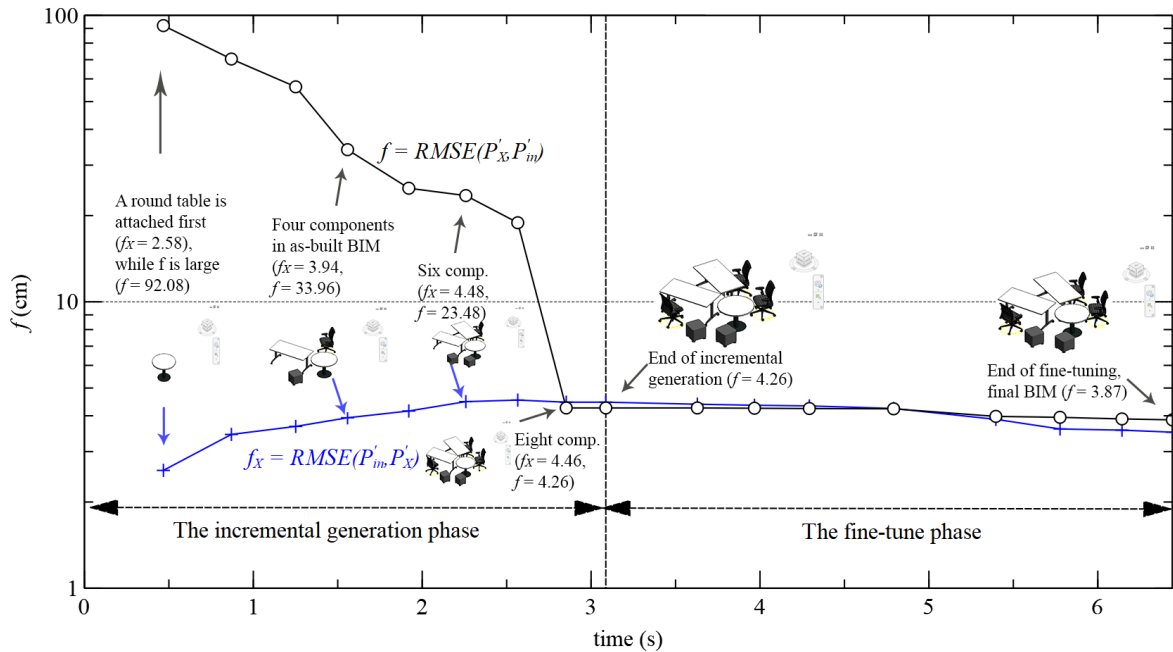 100
10
1
f (cm)
f = RMSE(P'X,P'in)
A round table is
attached first
(fx = 2.58),
while f is large
(f = 92.08)
Four components
in as-built BIM
(fx = 3.94,
f = 33.96)
Six comp.
(fx = 4.48,
f = 23.48)
Eight comp.
(fx = 4.46,
f = 4.26)
End of incremental
generation (f = 4.26)
End of fine-tuning,
final BIM (f = 3.87)
fX = RMSE(P'in,P'X)
The incremental generation phase
The fine-tune phase
0 1 2 3 4 5 6
time (s)